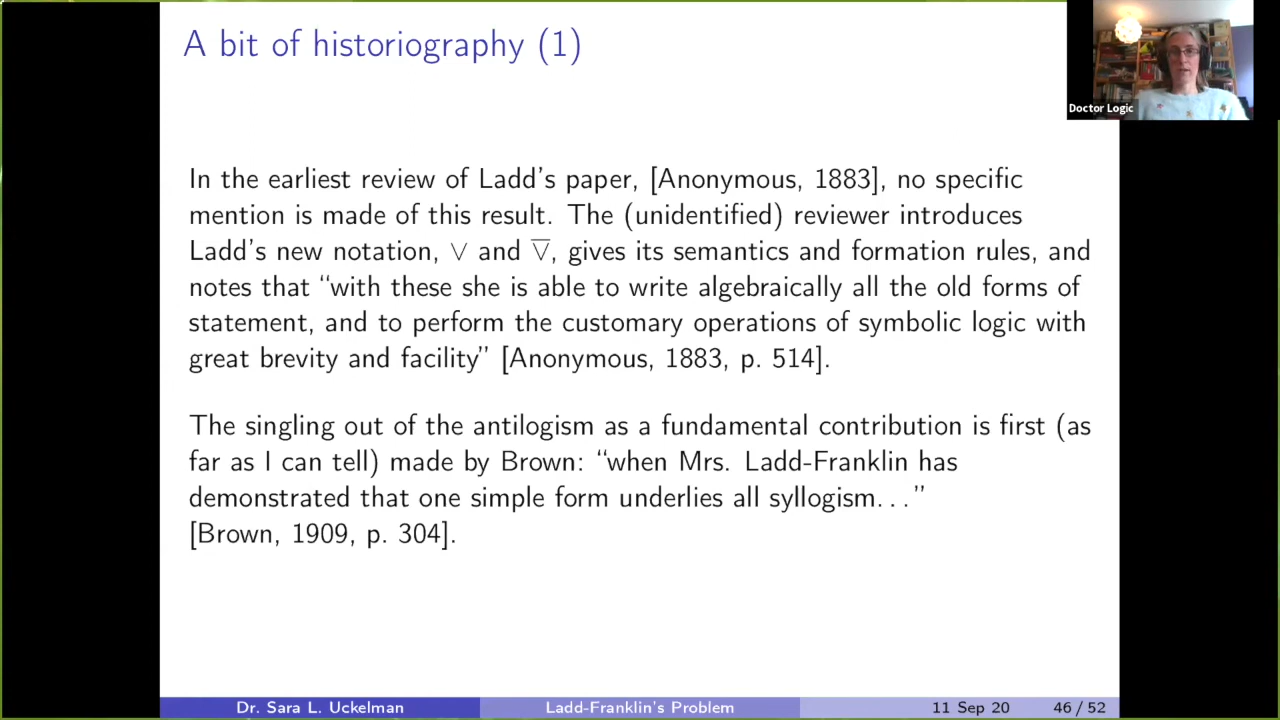 A bit of historiography (1)
Doctor Logic
In the earliest review of Ladd’s paper, [Anonymous, 1883], no specific
mention is made of this result. The (unidentified) reviewer introduces
Ladd’s new notation, ∨ and ∨̅, gives its semantics and formation rules, and
notes that “with these she is able to write algebraically all the old forms of
statement, and to perform the customary operations of symbolic logic with
great brevity and facility” [Anonymous, 1883, p. 514].
The singling out of the antilogism as a fundamental contribution is first (as
far as I can tell) made by Brown: “when Mrs. Ladd-Franklin has
demonstrated that one simple form underlies all syllogism. . . ”
[Brown, 1909, p. 304].
Dr. Sara L. Uckelman Ladd-Franklin’s Problem 11 Sep 20 46 / 52